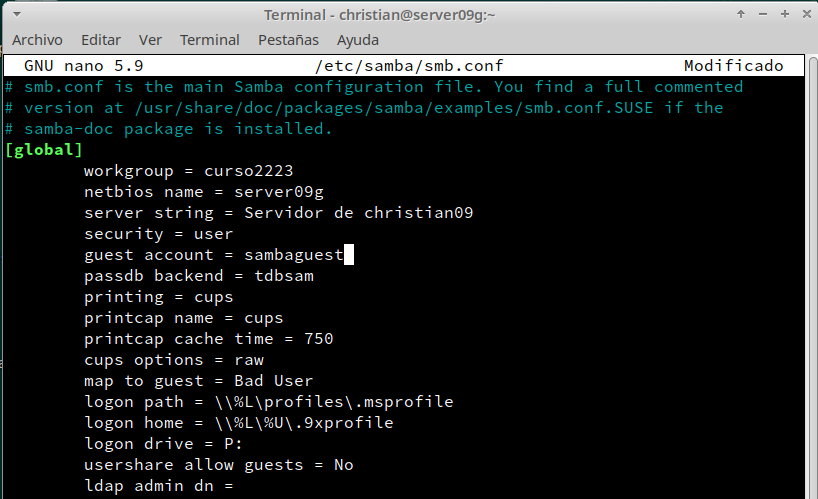 Terminal - christian@server09g:~
Archivo Editar Ver Terminal Pestañas Ayuda
GNU nano 5.9 /etc/samba/smb.conf Modificado
# smb.conf is the main Samba configuration file. You find a full commented
# version at /usr/share/doc/packages/samba/examples/smb.conf.SUSE if the
# samba-doc package is installed.
[global]
workgroup = curso2223
netbios name = server09g
server string = Servidor de christian09
security = user
guest account = sambaguest
passdb backend = tdbsam
printing = cups
printcap name = cups
printcap cache time = 750
cups options = raw
map to guest = Bad User
logon path = \\%L\profiles\.msprofile
logon home = \\%L\%U\.9xprofile
logon drive = P:
usershare allow guests = No
ldap admin dn =